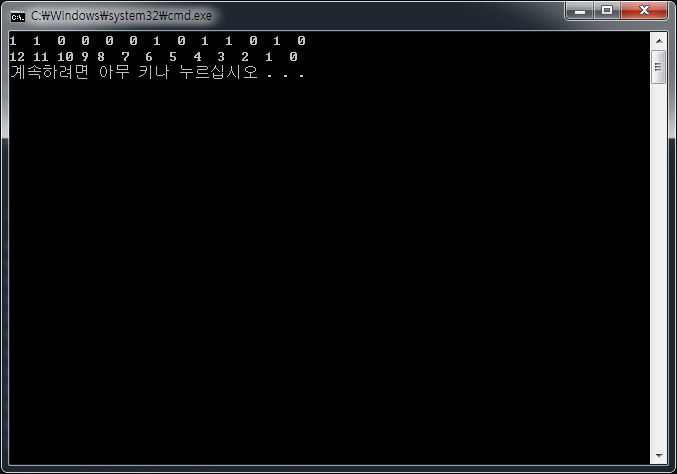 C:₩Windows₩system32₩cmd.exe
1 1 0 0 0 0 1 0 1 1 0 1 0
12 11 10 9 8 7 6 5 4 3 2 1 0
계속하려면 아무 키나 누르십시오 . . .